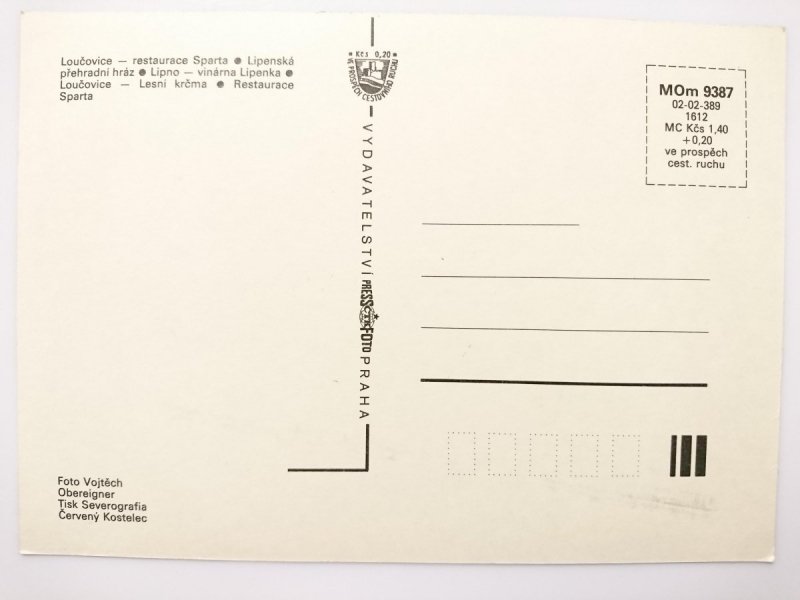 Loučovice — restaurace Sparta ● Lipenská
přehradní hráz ● Lipno — vinárna Lipenka ●
Loučovice — Lesní krčma ● Restaurace
Sparta
Kčs 0,20
VE PROSPĚCH CESTOVNÍHO RUCHU
VYDAVATELSTVÍ PRESSFOTO PRAHA
ČTK
MOm 9387
02-02-389
1612
MC Kčs 1,40
+0,20
ve prospěch
cest. ruchu
Foto Vojtěch
Obereigner
Tisk Severografia
Červený Kostelec